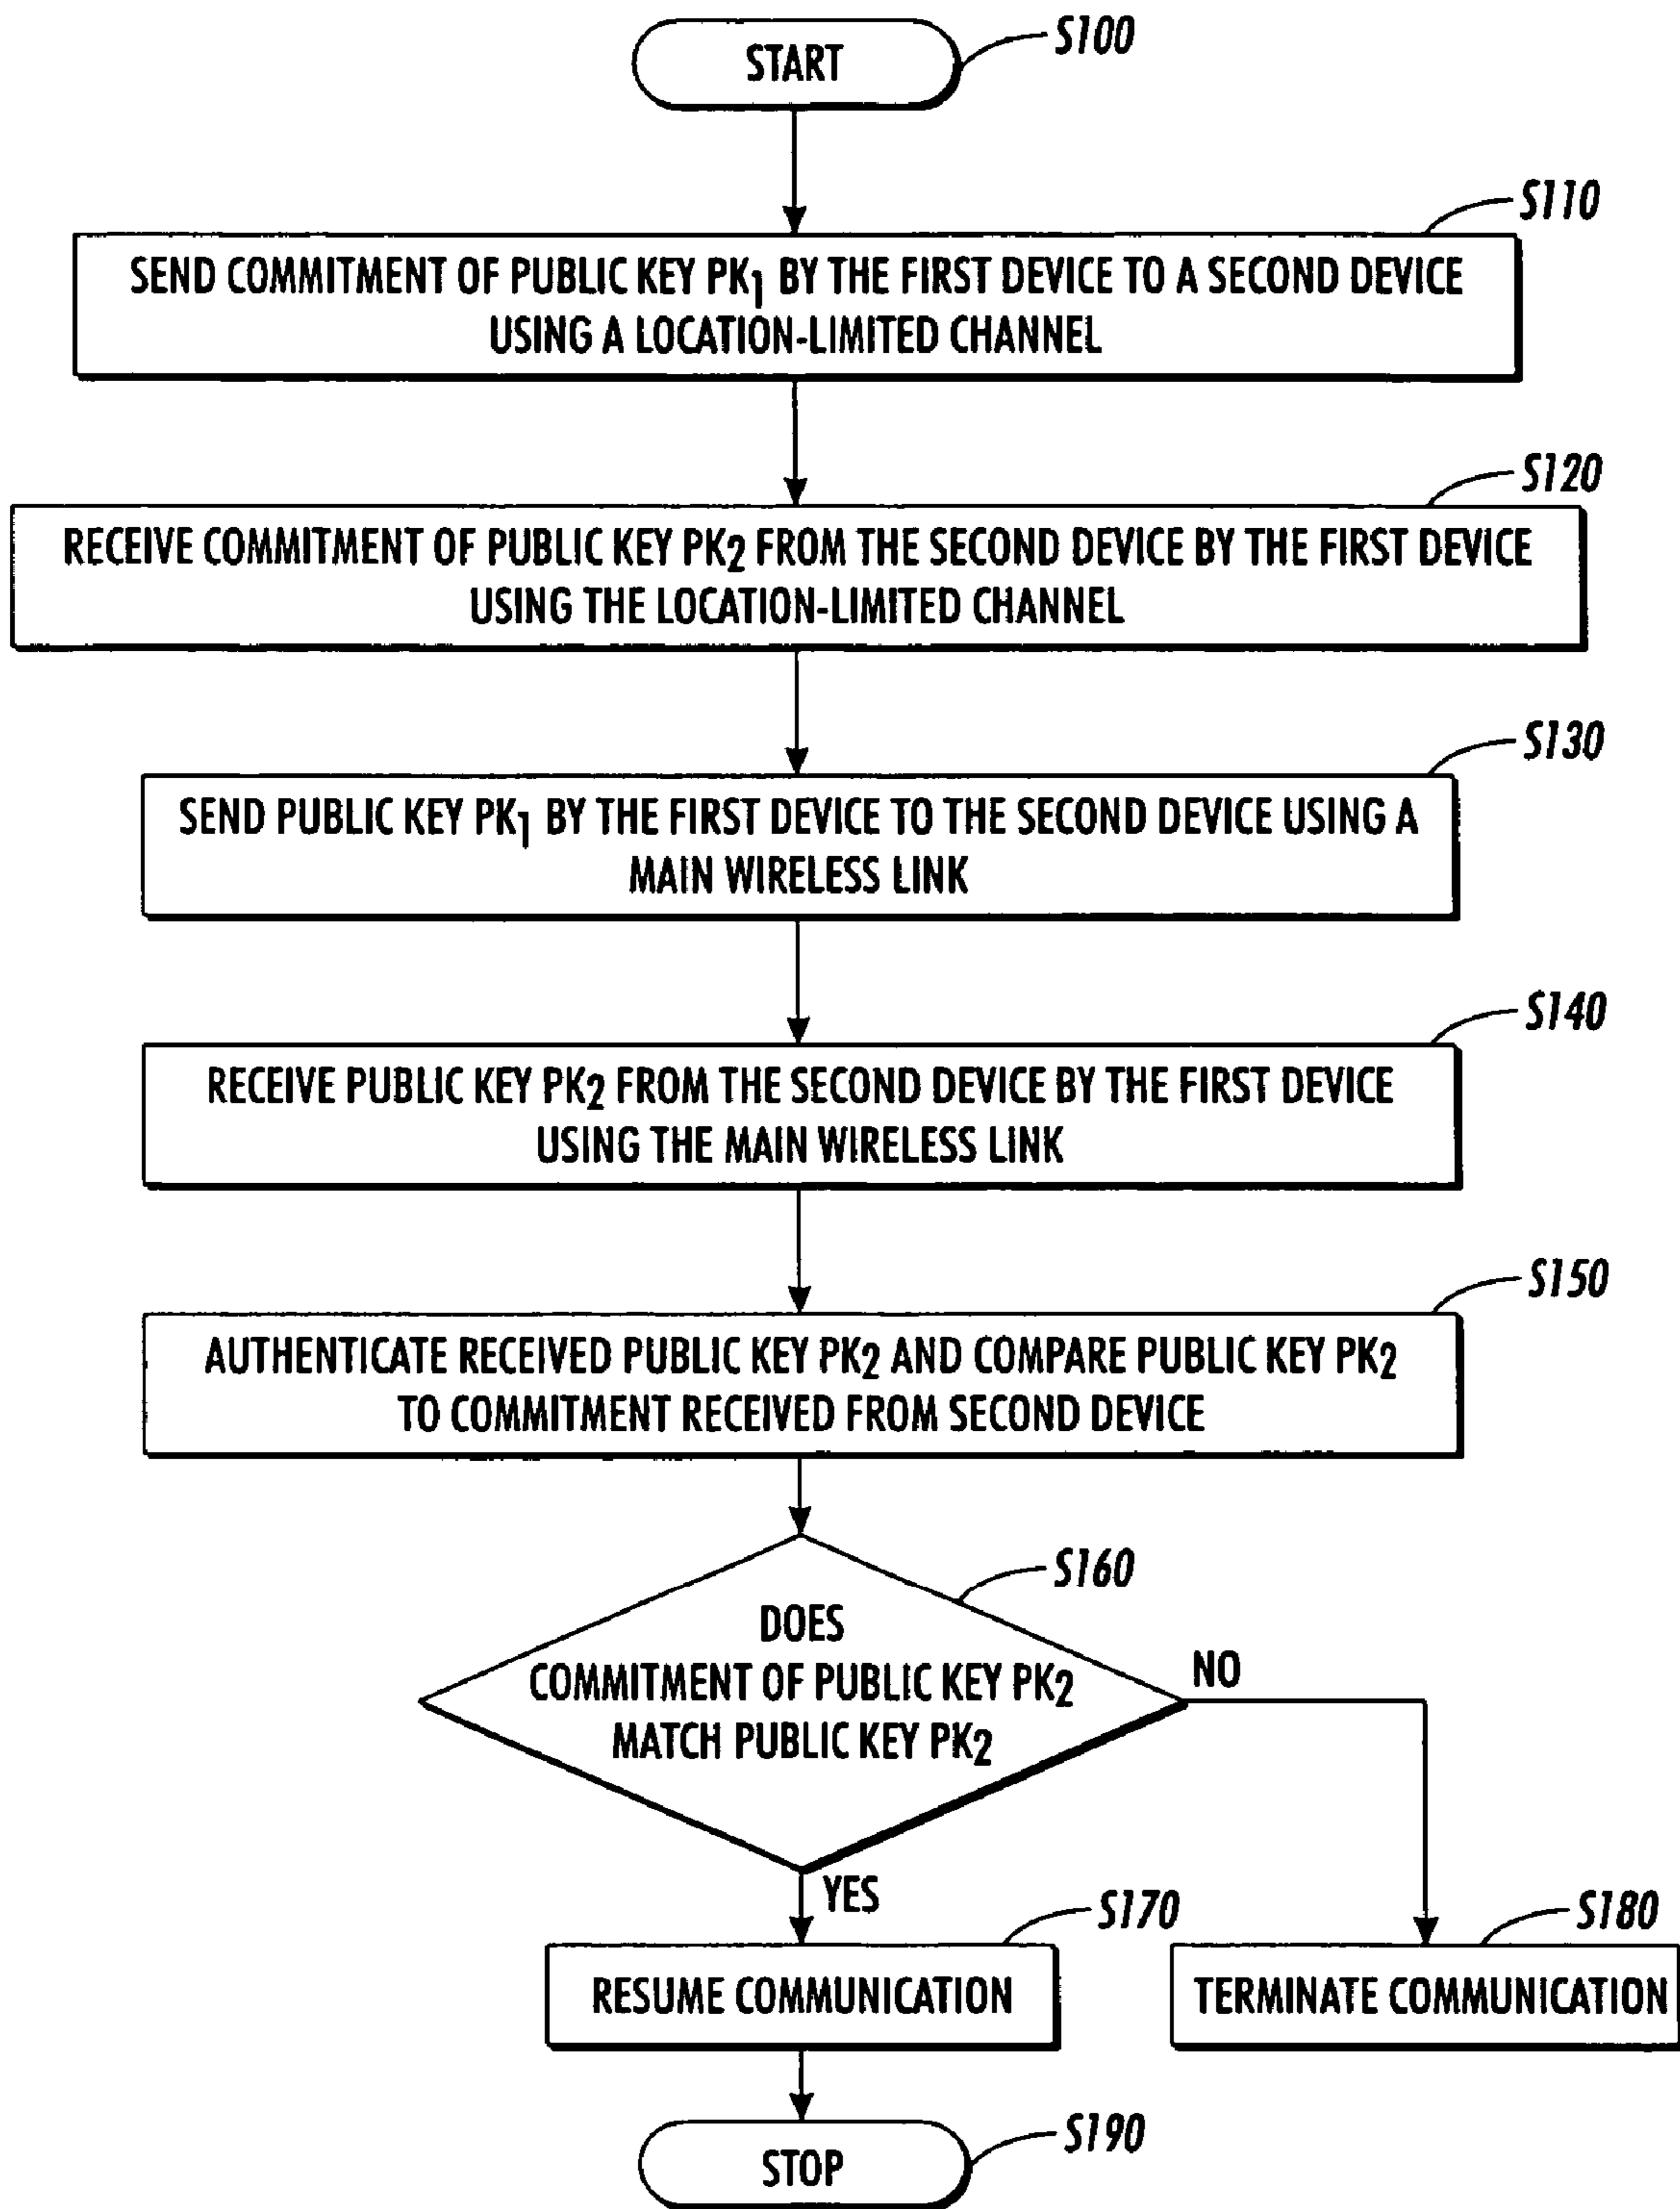 START
S100
S110
SEND COMMITMENT OF PUBLIC KEY PK1 BY THE FIRST DEVICE TO A SECOND DEVICE
USING A LOCATION-LIMITED CHANNEL
S120
RECEIVE COMMITMENT OF PUBLIC KEY PK2 FROM THE SECOND DEVICE BY THE FIRST DEVICE
USING THE LOCATION-LIMITED CHANNEL
S130
SEND PUBLIC KEY PK1 BY THE FIRST DEVICE TO THE SECOND DEVICE USING A
MAIN WIRELESS LINK
S140
RECEIVE PUBLIC KEY PK2 FROM THE SECOND DEVICE BY THE FIRST DEVICE
USING THE MAIN WIRELESS LINK
S150
AUTHENTICATE RECEIVED PUBLIC KEY PK2 AND COMPARE PUBLIC KEY PK2
TO COMMITMENT RECEIVED FROM SECOND DEVICE
S160
DOES
COMMITMENT OF PUBLIC KEY PK2
MATCH PUBLIC KEY PK2
NO
YES
S170
RESUME COMMUNICATION
S180
TERMINATE COMMUNICATION
STOP
S190